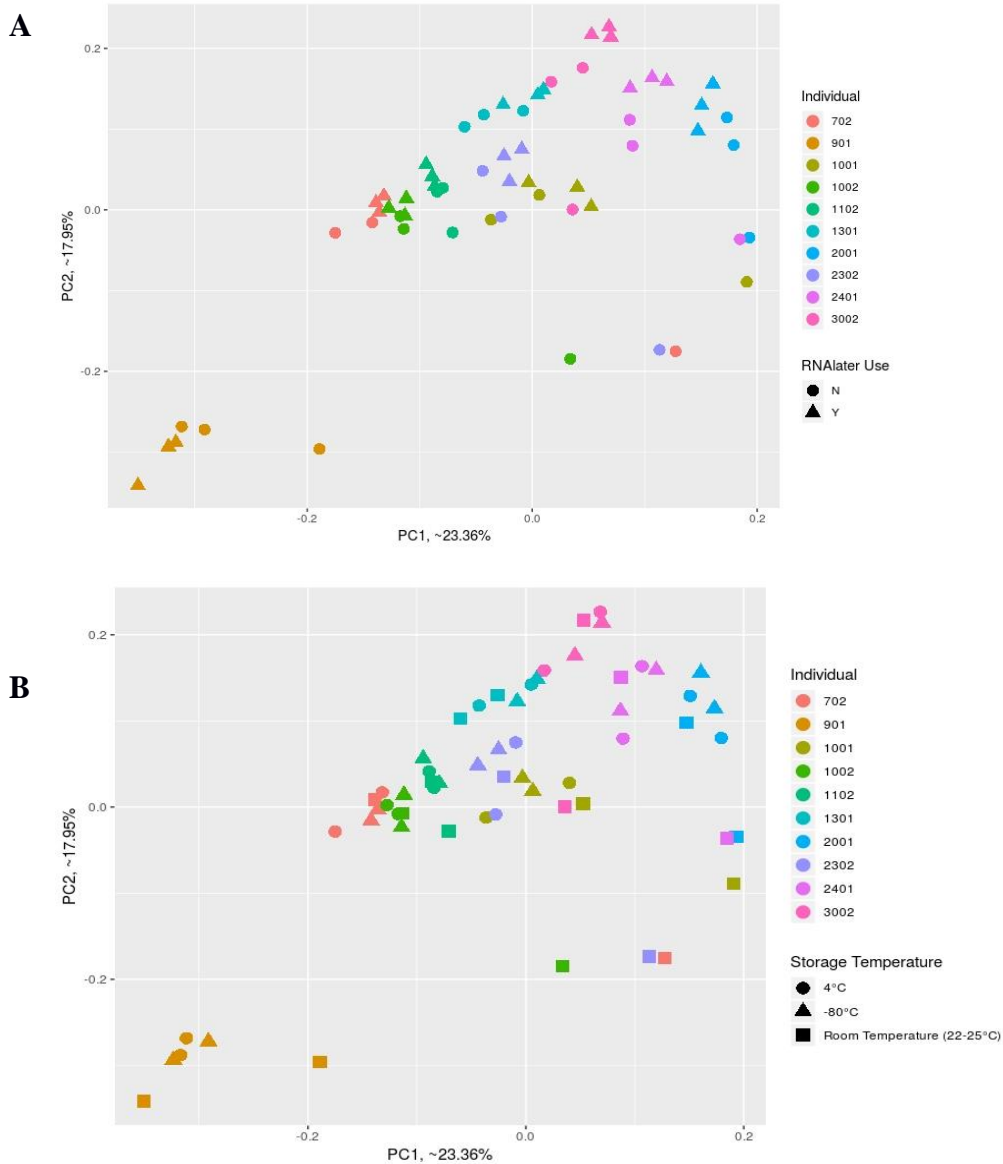 A
0.2
0.0
-0.2
PC2, ~17.95%
-0.2
0.0
0.2
PC1, ~23.36%
Individual
702
901
1001
1002
1102
1301
2001
2302
2401
3002
RNAlater Use
N
Y
B
0.2
0.0
-0.2
PC2, ~17.95%
-0.2
0.0
0.2
PC1, ~23.36%
Individual
702
901
1001
1002
1102
1301
2001
2302
2401
3002
Storage Temperature
4°C
-80°C
Room Temperature (22-25°C)